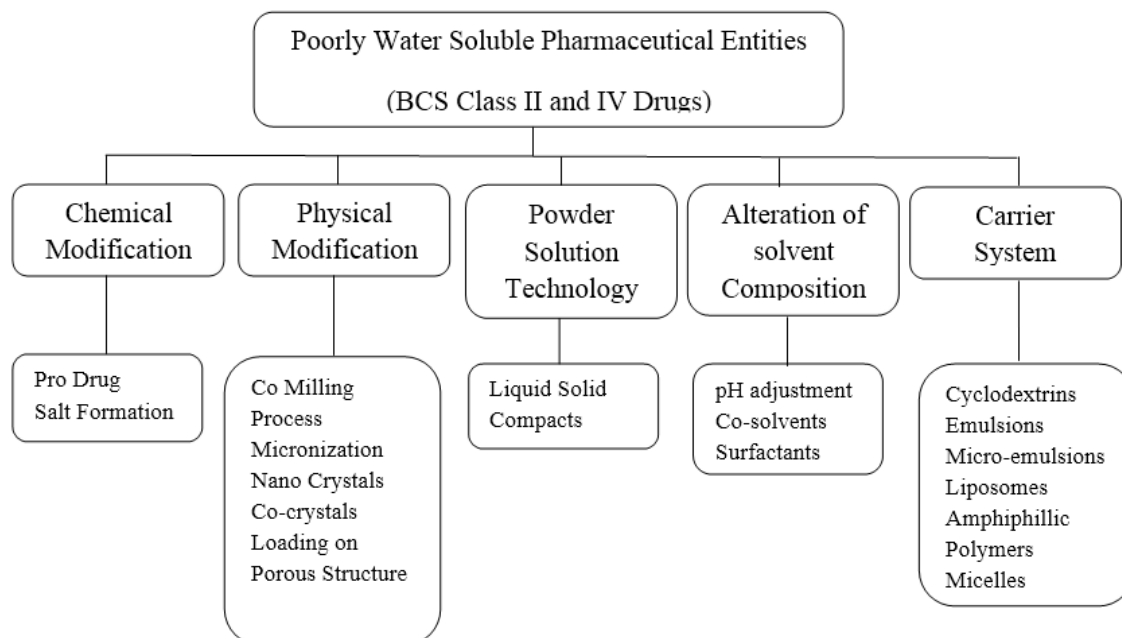 Poorly Water Soluble Pharmaceutical Entities
(BCS Class II and IV Drugs)
Chemical
Modification
Physical
Modification
Powder
Solution
Technology
Alteration of
solvent
Composition
Carrier
System
Pro Drug
Salt Formation
Co Milling
Process
Micronization
Nano Crystals
Co-crystals
Loading on
Porous Structure
Liquid Solid
Compacts
pH adjustment
Co-solvents
Surfactants
Cyclodextrins
Emulsions
Micro-emulsions
Liposomes
Amphiphillic
Polymers
Micelles